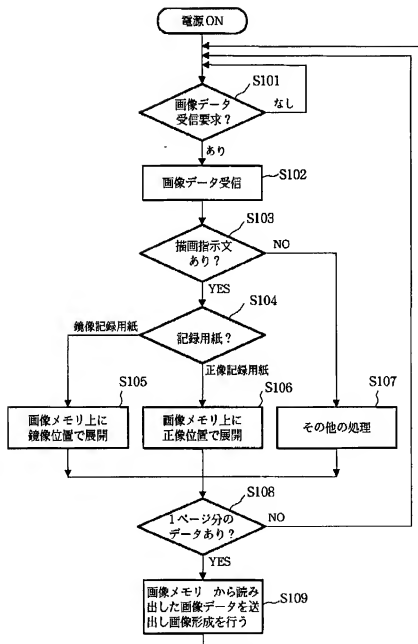 電源ON
S101
画像データ
受信要求?
なし
あり
S102
画像データ受信
S103
描画指示文
あり?
NO
YES
S104
鏡像記録用紙
記録用紙?
正像記録用紙
S105
画像メモリ上に
鏡像位置で展開
S106
画像メモリ上に
正像位置で展開
S107
その他の処理
S108
1ページ分の
データあり?
NO
YES
S109
画像メモリ から読み
出した画像データを送
出し画像形成を行う